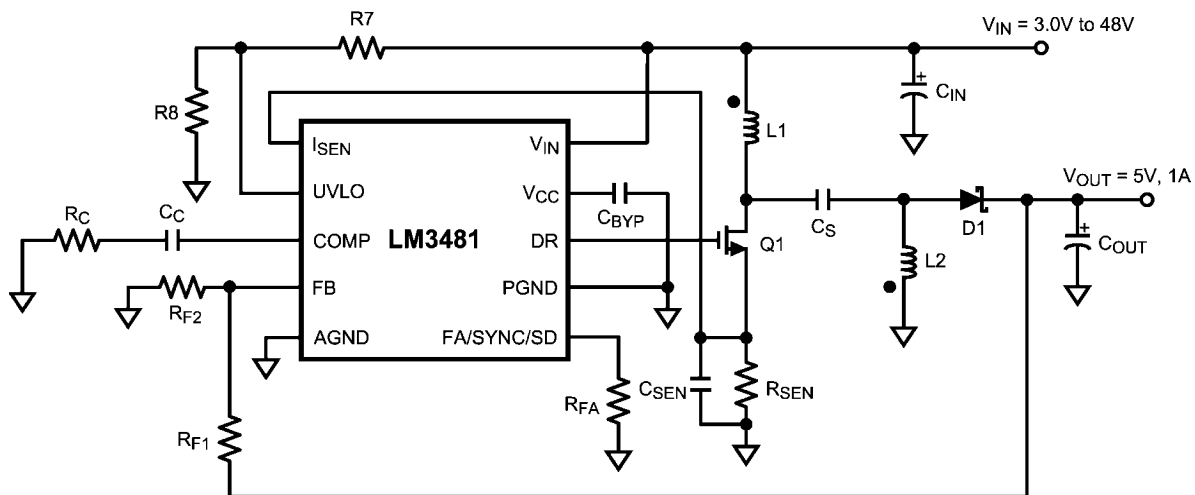 R7
VIN = 3.0V to 48V
R8
CIN
L1
ISEN
VIN
UVLO
VCC
VOUT = 5V, 1A
RC
CC
CBYP
CS
D1
COMP
LM3481
DR
Q1
COUT
L2
RF2
FB
PGND
AGND
FA/SYNC/SD
CSEN
RSEN
RFA
RF1